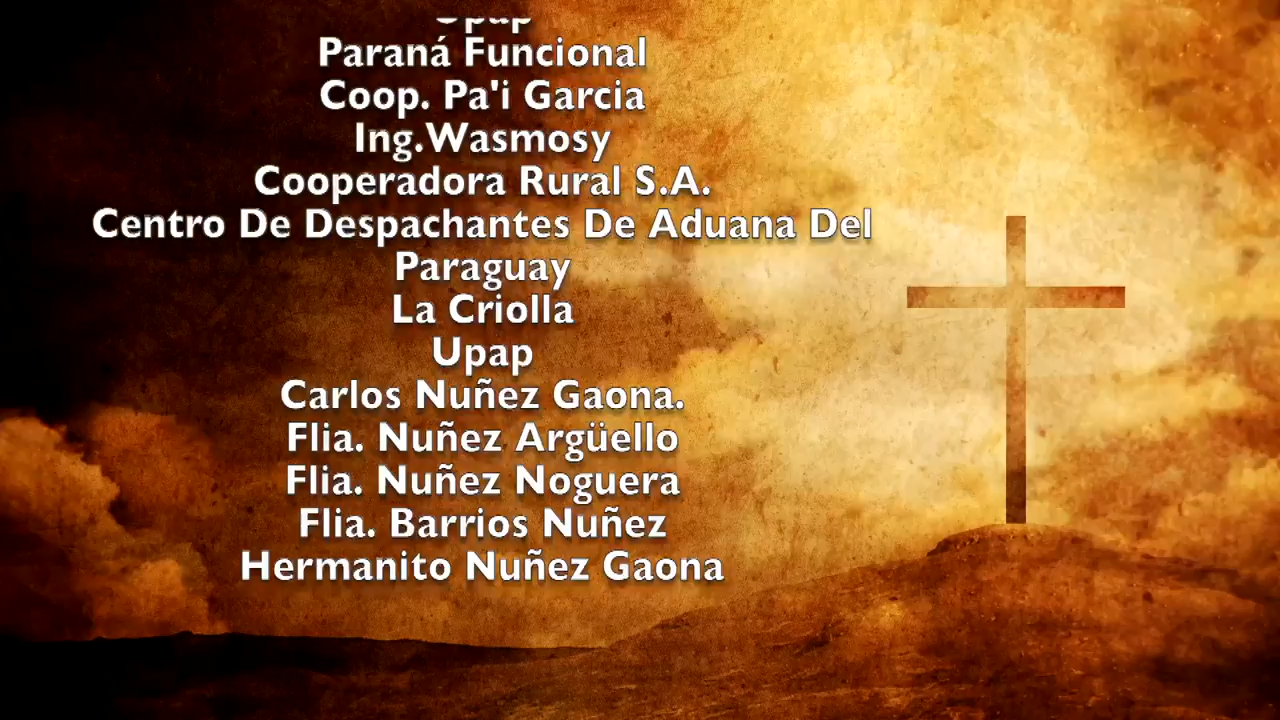 Paraná Funcional
Coop. Pa'i Garcia
Ing.Wasmosy
Cooperadora Rural S.A.
Centro De Despachantes De Aduana Del
Paraguay
La Criolla
Upap
Carlos Nuñez Gaona.
Flia. Nuñez Argüello
Flia. Nuñez Noguera
Flia. Barrios Nuñez
Hermanito Nuñez Gaona